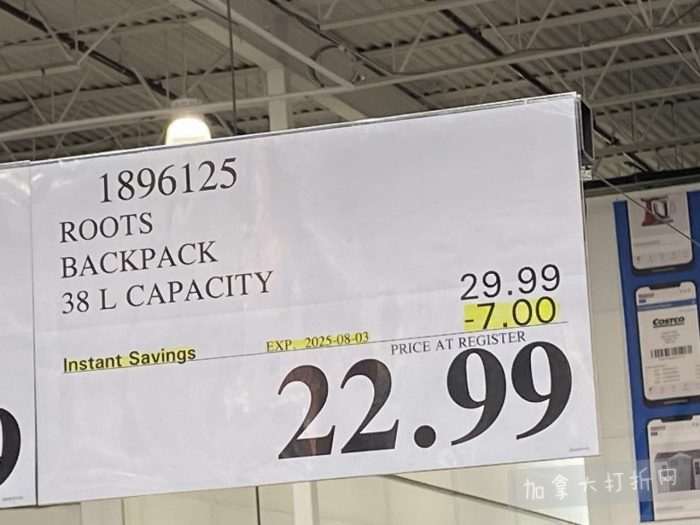 1896125
ROOTS
BACKPACK
38 L CAPACITY
29.99
-7.00
Instant Savings
EXP. 2025-08-03
PRICE AT REGISTER
22.99
COSTCO
加拿大打折网